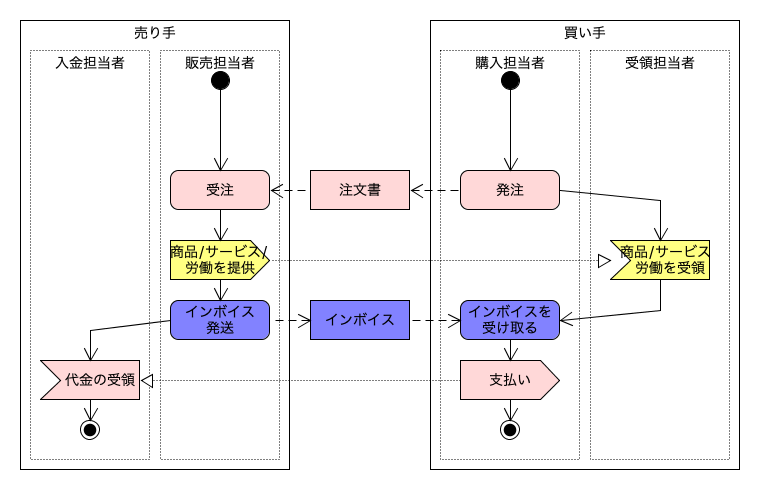 売り手
買い手
入金担当者
販売担当者
購入担当者
受領担当者
受注
注文書
発注
商品/サービス/
労働を提供
商品/サービス
労働を受領
インボイス
発送
インボイス
インボイスを
受け取る
代金の受領
支払い